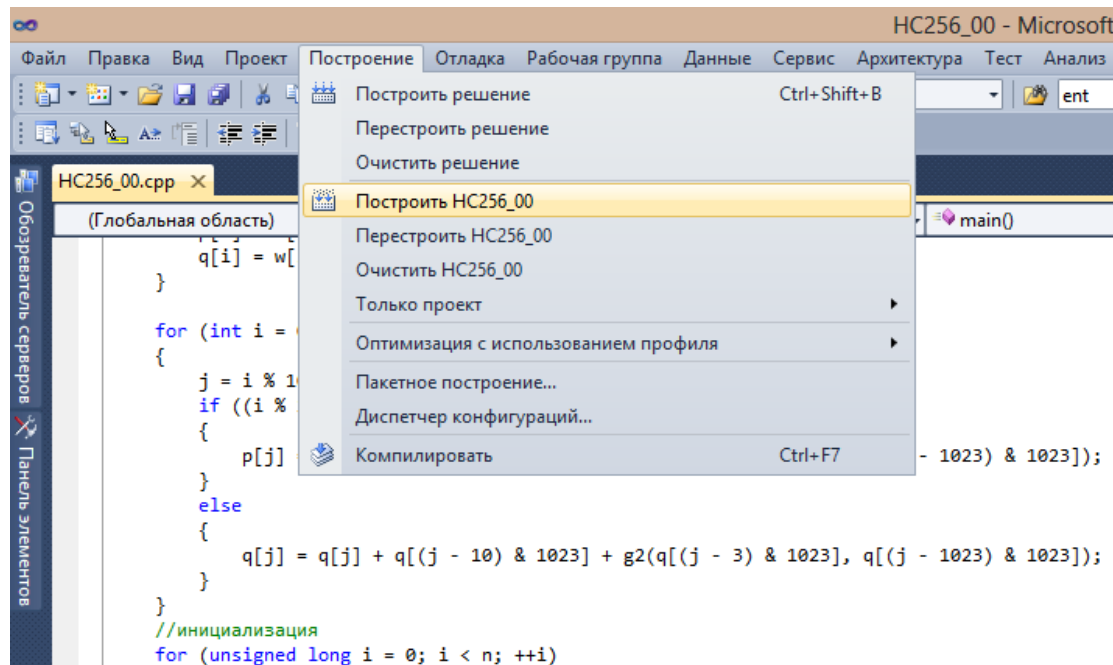 HC256_00 - Microsoft
Файл Правка Вид Проект Построение Отладка Рабочая группа Данные Сервис Архитектура Тест Анализ
Построить решение Ctrl+Shift+B
ent
Перестроить решение
Очистить решение
HC256_00.cpp
Построить HC256_00
(Глобальная область)
main()
Перестроить HC256_00
Очистить HC256_00
Только проект
Оптимизация с использованием профиля
Пакетное построение...
Диспетчер конфигураций...
Компилировать Ctrl+F7
Обозреватель серверов
Панель элементов
q[i] = w[
}
for (int i =
{
j = i % 1
if ((i %
{
p[j] - 1023) & 1023]);
}
else
{
q[j] = q[j] + q[(j - 10) & 1023] + g2(q[(j - 3) & 1023], q[(j - 1023) & 1023]);
}
}
//инициализация
for (unsigned long i = 0; i < n; ++i)